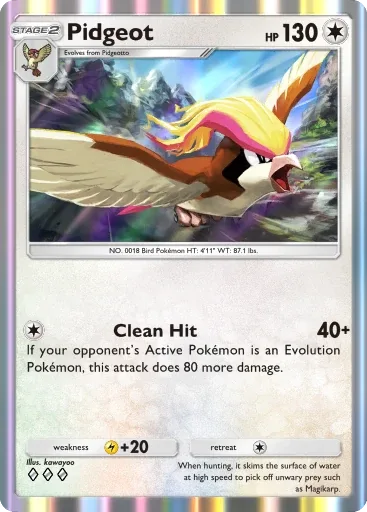 STAGE 2 Pidgeot HP 130
Evolves from Pidgeotto
NO. 0018 Bird Pokémon HT: 4'11" WT: 87.1 lbs.
Clean Hit 40+
If your opponent's Active Pokémon is an Evolution
Pokémon, this attack does 80 more damage.
weakness +20 retreat
Illus. kawayoo
When hunting, it skims the surface of water
at high speed to pick off unwary prey such
as Magikarp.